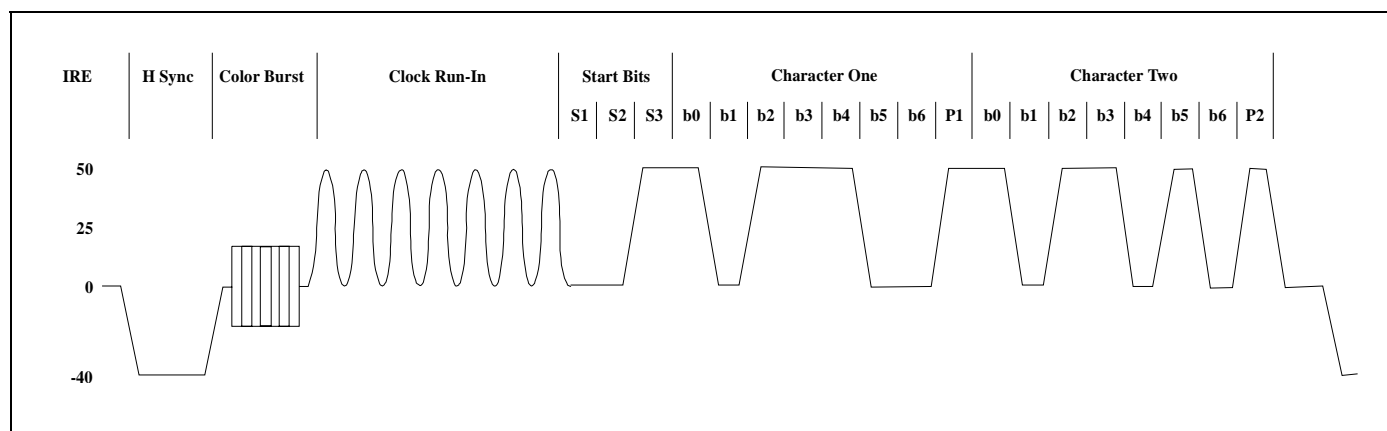 IRE H Sync Color Burst Clock Run-In Start Bits Character One Character Two
S1 S2 S3 b0 b1 b2 b3 b4 b5 b6 P1 b0 b1 b2 b3 b4 b5 b6 P2
50
25
0
-40